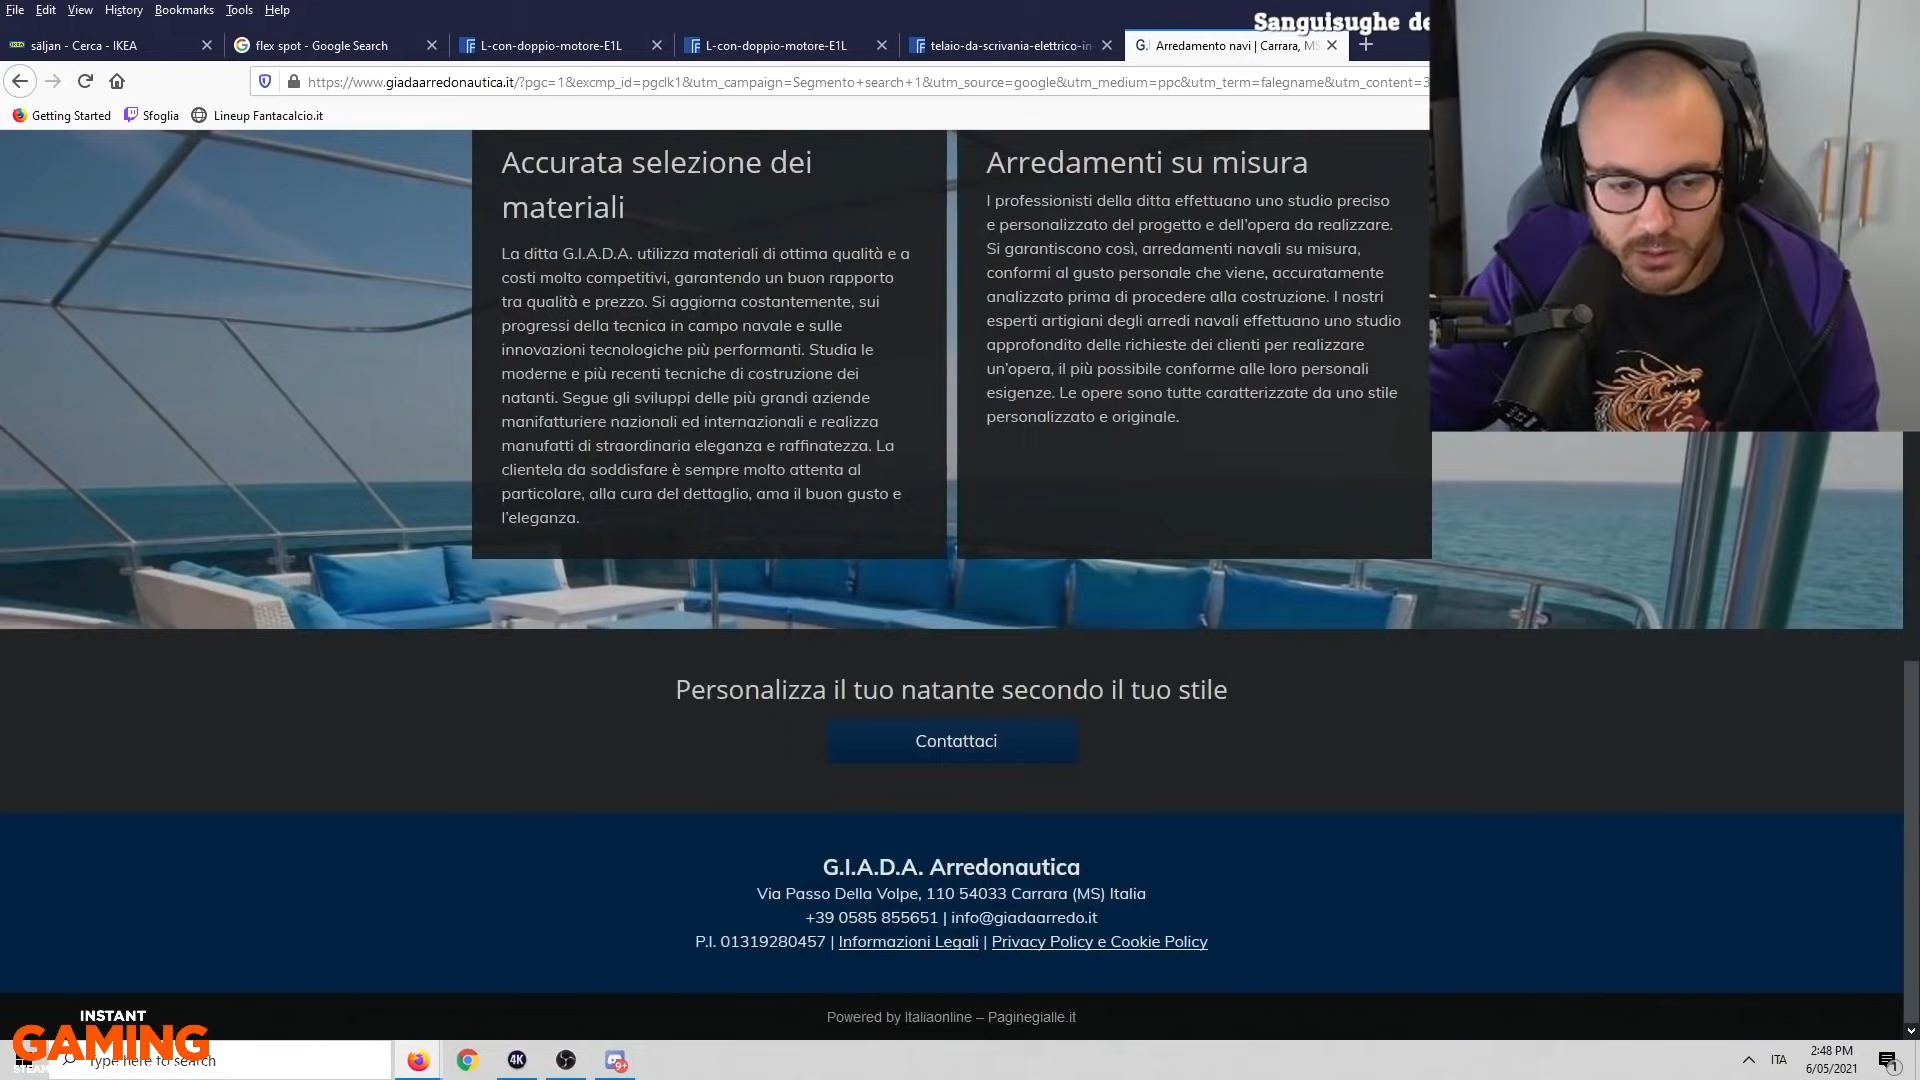 File Edit View History Bookmarks Tools Help
Sanguisughe de
säljan - Cerca - IKEA
flex spot - Google Search
L-con-doppio-motore-E1L
L-con-doppio-motore-E1L
telaio-da-scrivania-elettrico-in
G. Arredamento navi | Carrara, MS
https://www.giadaarredonautica.it/?pgc=1&excmp_id=pgclk1&utm_campaign=Segmento+search+1&utm_source=google&utm_medium=ppc&utm_term=falegname&utm_content=3
Getting Started Sfoglia Lineup Fantacalcio.it
Accurata selezione dei
materiali
La ditta G.I.A.D.A. utilizza materiali di ottima qualità e a
costi molto competitivi, garantendo un buon rapporto
tra qualità e prezzo. Si aggiorna costantemente, sui
progressi della tecnica in campo navale e sulle
innovazioni tecnologiche più performanti. Studia le
moderne e più recenti tecniche di costruzione dei
natanti. Segue gli sviluppi delle più grandi aziende
manifatturiere nazionali ed internazionali e realizza
manufatti di straordinaria eleganza e raffinatezza. La
clientela da soddisfare è sempre molto attenta al
particolare, alla cura del dettaglio, ama il buon gusto e
l'eleganza.
Arredamenti su misura
I professionisti della ditta effettuano uno studio preciso
e personalizzato del progetto e dell'opera da realizzare.
Si garantiscono così, arredamenti navali su misura,
conformi al gusto personale che viene, accuratamente
analizzato prima di procedere alla costruzione. I nostri
esperti artigiani degli arredi navali effettuano uno studio
approfondito delle richieste dei clienti per realizzare
un'opera, il più possibile conforme alle loro personali
esigenze. Le opere sono tutte caratterizzate da uno stile
personalizzato e originale.
Personalizza il tuo natante secondo il tuo stile
Contattaci
G.I.A.D.A. Arredonautica
Via Passo Della Volpe, 110 54033 Carrara (MS) Italia
+39 0585 855651 | info@giadaarredo.it
P.I. 01319280457 | Informazioni Legali | Privacy Policy e Cookie Policy
Powered by Italiaonline – Paginegialle.it
INSTANT
GAMING
Type here to search
4K
9+
ITA
2:48 PM
6/05/2021
1